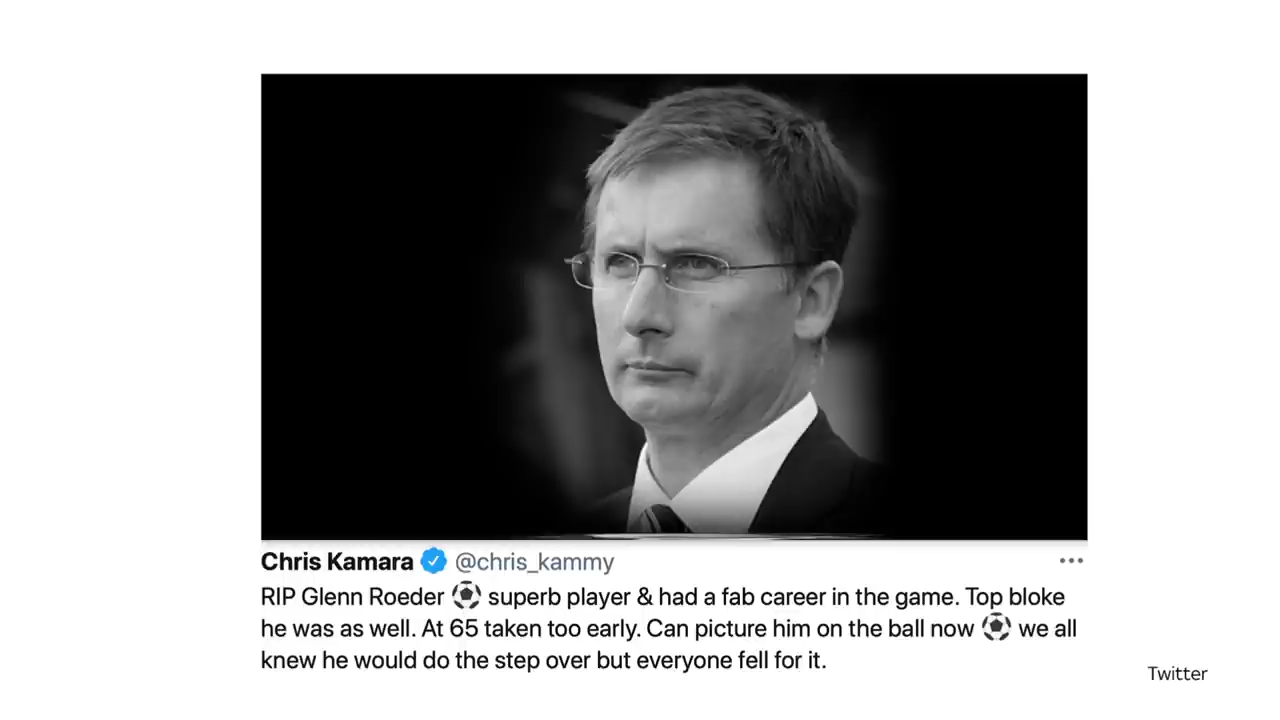 Chris Kamara @chris_kammy
RIP Glenn Roeder ⚽ superb player & had a fab career in the game. Top bloke
he was as well. At 65 taken too early. Can picture him on the ball now ⚽ we all
knew he would do the step over but everyone fell for it.
Twitter